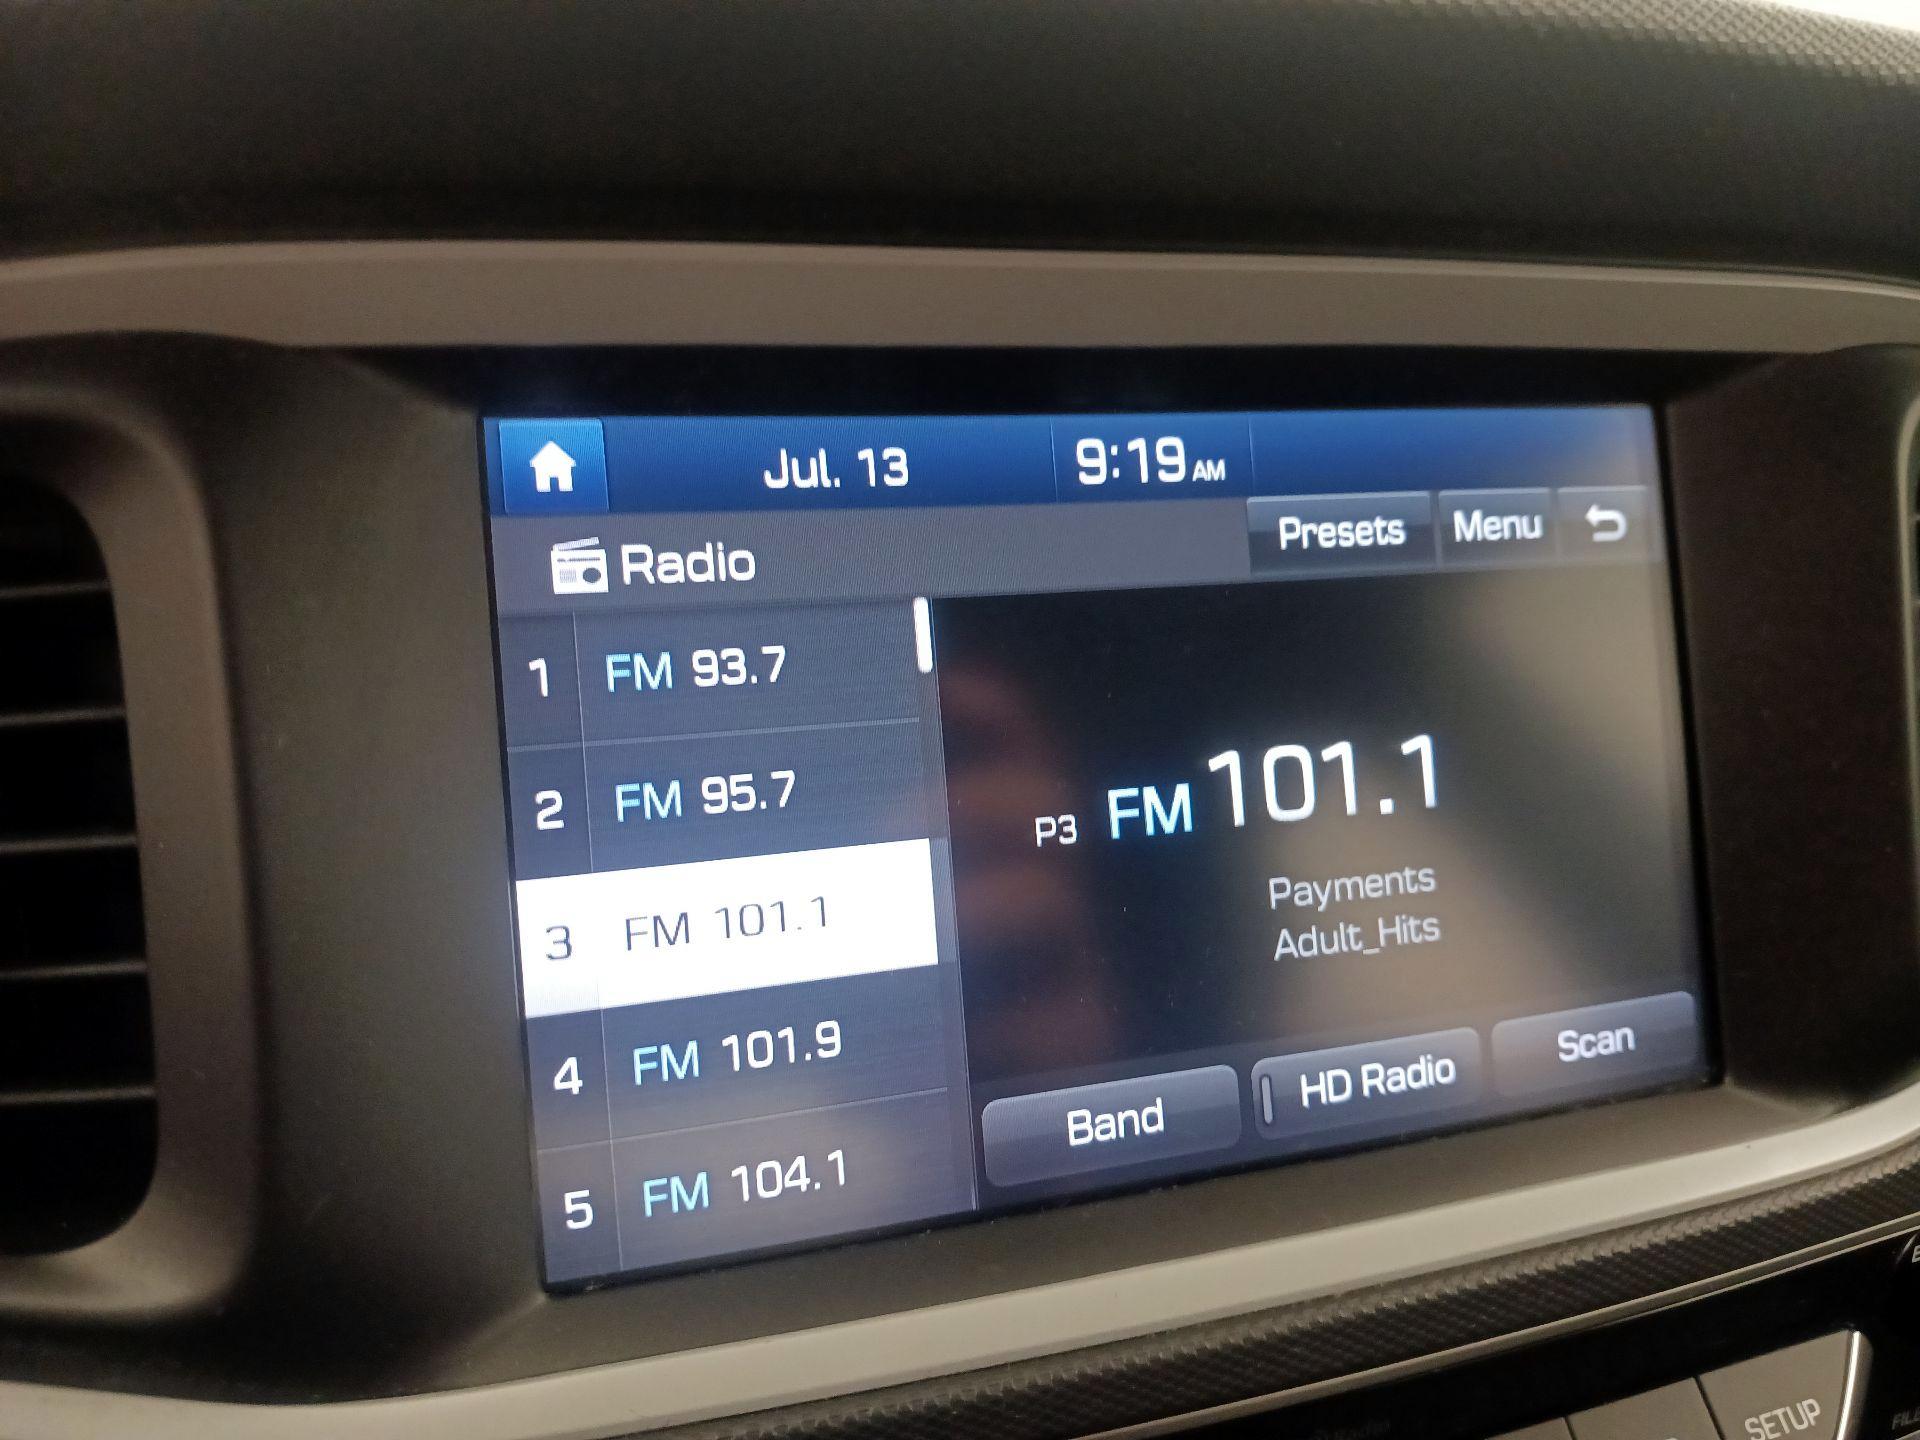 Jul. 13 9:19 AM
Presets Menu
Radio
1 FM 93.7
2 FM 95.7
3 FM 101.1
4 FM 101.9
5 FM 104.1
P3 FM 101.1
Payments
Adult_Hits
Band HD Radio Scan
SETUP